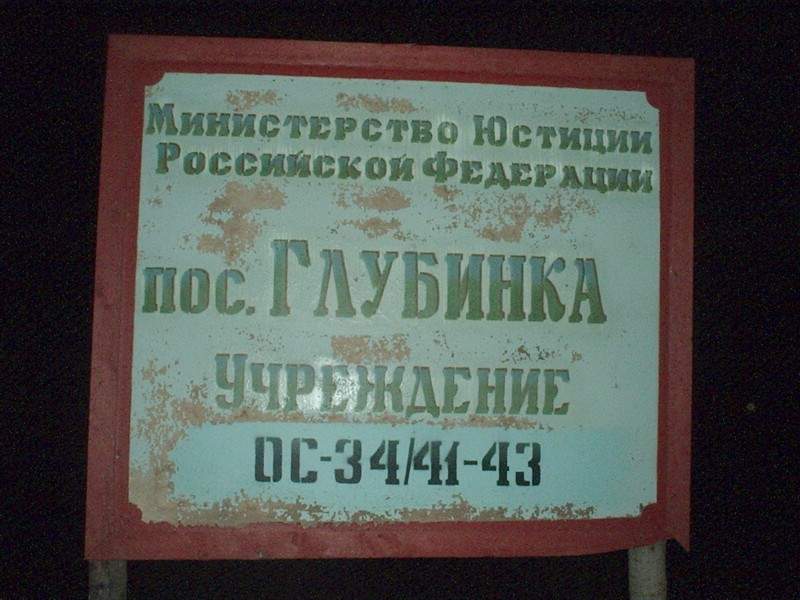 Министерство Юстиции
Российской Федерации
пос. Глубинка
Учреждение
ОС-34/41-43